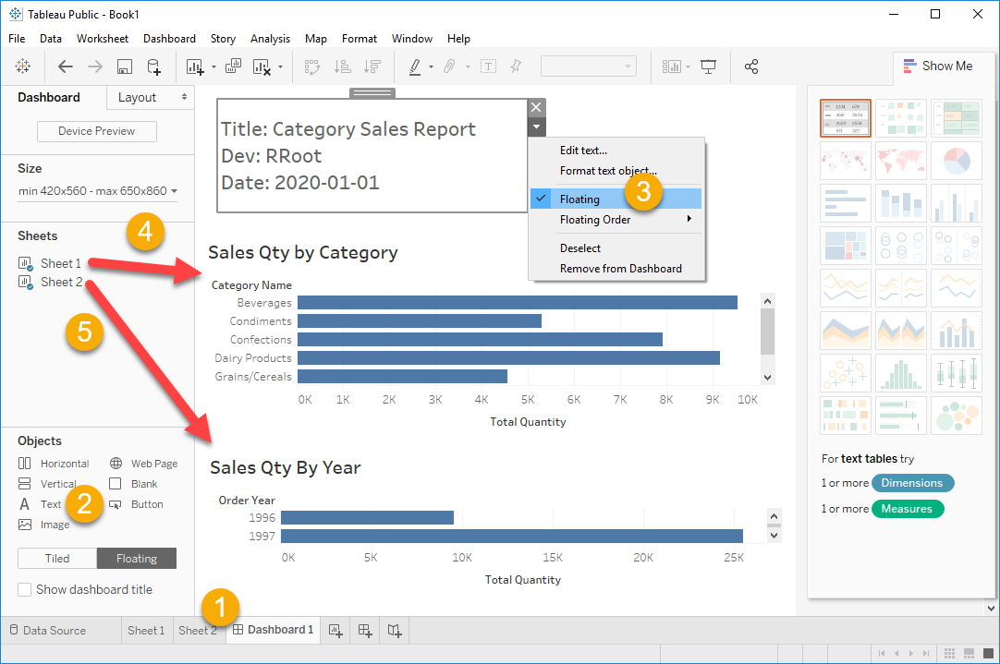 Tableau Public - Book1
File Data Worksheet Dashboard Story Analysis Map Format Window Help
Show Me
Dashboard Layout
Device Preview
Size
min 420x560 - max 650x860
Sheets
4
Sheet 1
Sheet 2
5
Objects
Horizontal Web Page
Vertical Blank
Text 2 Button
Image
Tiled Floating
Show dashboard title
Title: Category Sales Report
Dev: RRoot
Date: 2020-01-01
Edit text...
Format text object...
Floating 3
Floating Order
Deselect
Remove from Dashboard
Sales Qty by Category
Category Name
Beverages
Condiments
Confections
Dairy Products
Grains/Cereals
0K 1K 2K 3K 4K 5K 6K 7K 8K 9K 10K
Total Quantity
Sales Qty By Year
Order Year
1996
1997
0K 5K 10K 15K 20K 25K
Total Quantity
For text tables try
1 or more Dimensions
1 or more Measures
1
Data Source Sheet 1 Sheet 2 Dashboard 1